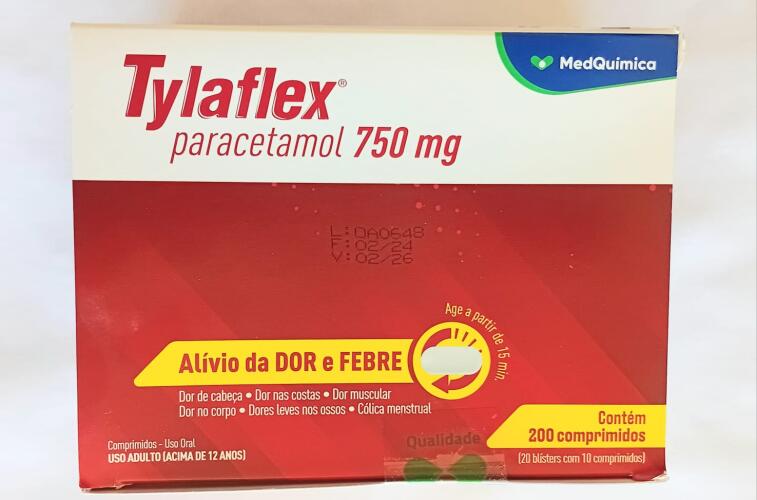 Tylaflex®
paracetamol 750 mg
MedQuímica
L: DA0648
F: 02/24
V: 02/26
Age a partir de 15 min.
Alívio da DOR e FEBRE
Dor de cabeça • Dor nas costas • Dor muscular
Dor no corpo • Dores leves nos ossos • Cólica menstrual
Comprimidos - Uso Oral
USO ADULTO (ACIMA DE 12 ANOS)
Qualidade
Contém
200 comprimidos
(20 blísters com 10 comprimidos)